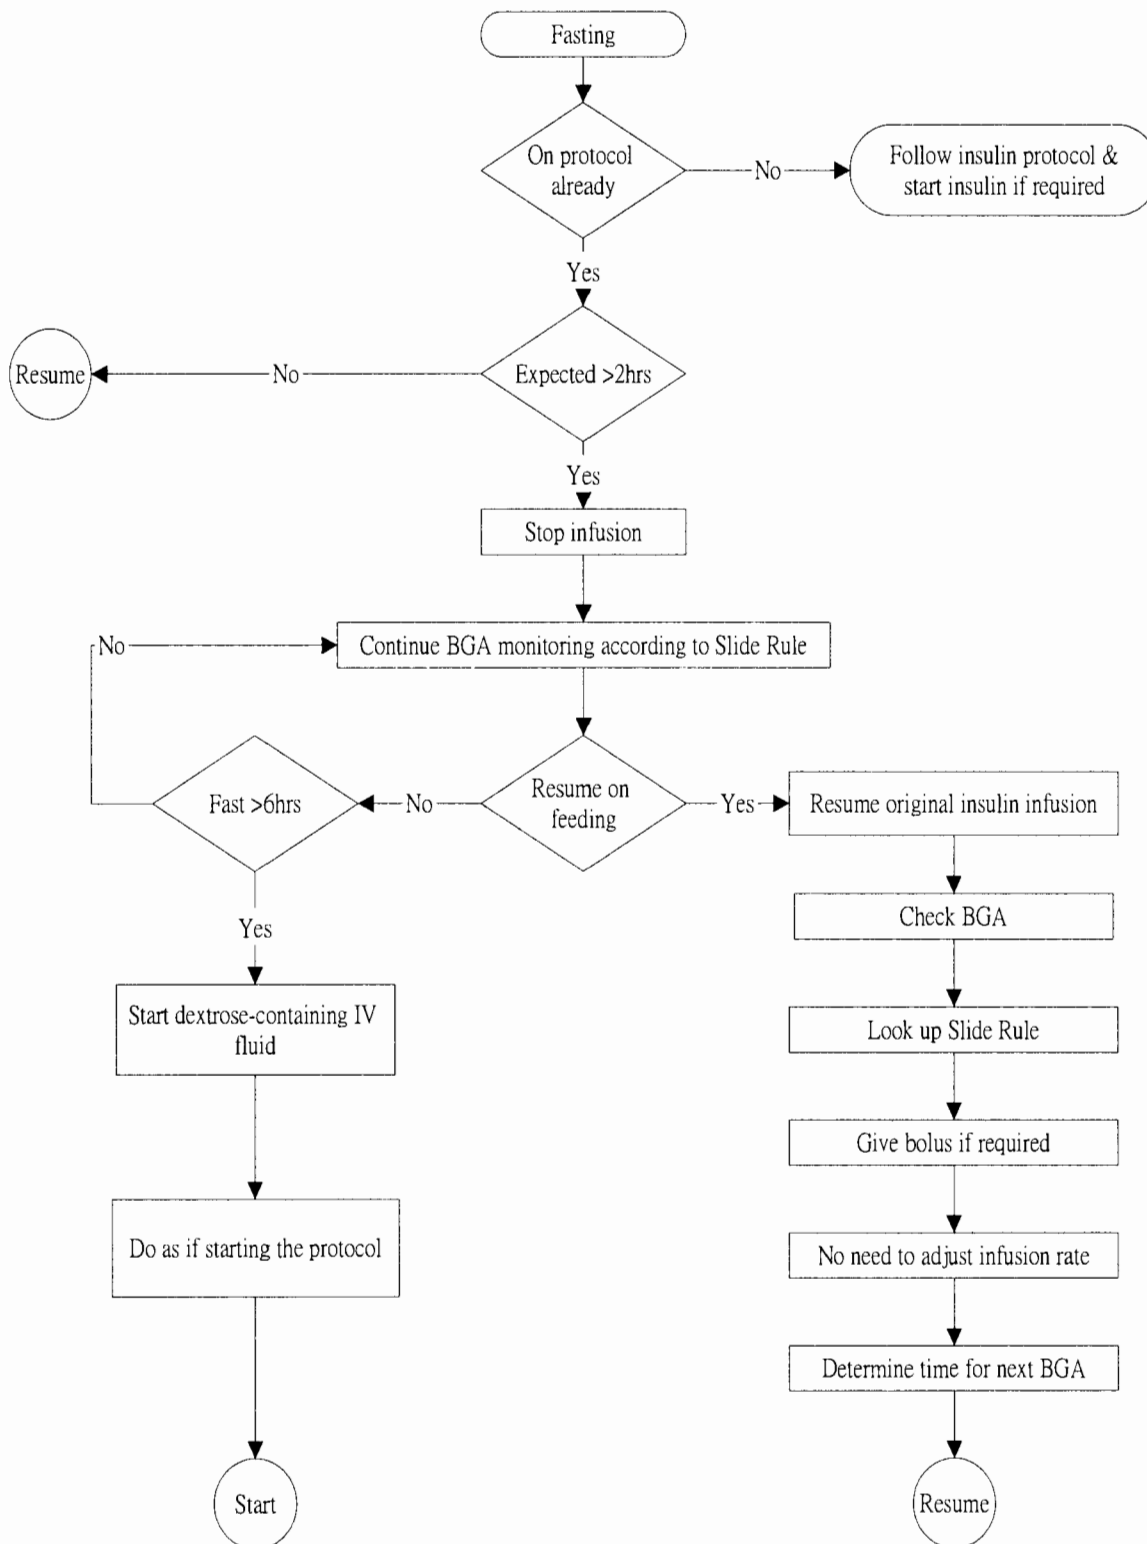 Fasting
On protocol
already
No
Follow insulin protocol &
start insulin if required
Yes
Resume
No
Expected >2hrs
Yes
Stop infusion
No
Continue BGA monitoring according to Slide Rule
Fast >6hrs
No
Resume on
feeding
Yes
Resume original insulin infusion
Check BGA
Yes
Start dextrose-containing IV
fluid
Look up Slide Rule
Give bolus if required
Do as if starting the protocol
No need to adjust infusion rate
Determine time for next BGA
Start
Resume